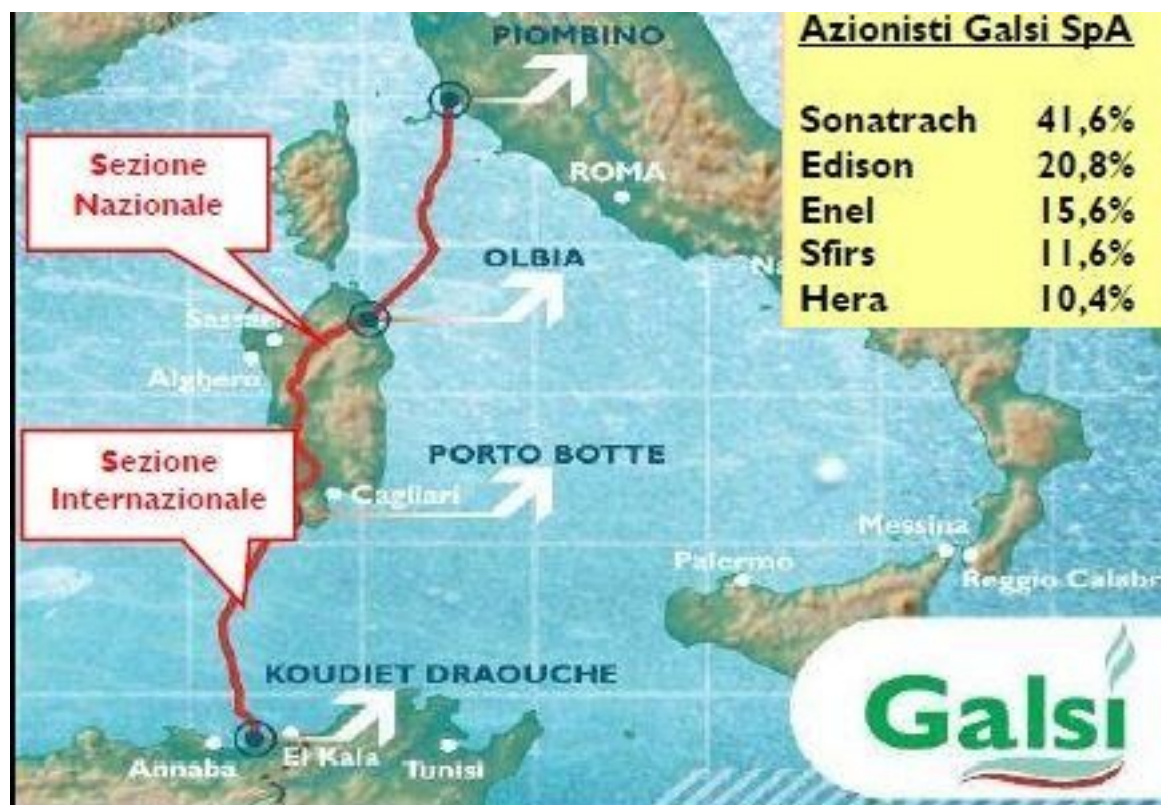 PIOMBINO
Azionisti Galsi SpA
Sonatrach 41,6%
Edison 20,8%
Enel 15,6%
Sfirs 11,6%
Hera 10,4%
Sezione
Nazionale
ROMA
OLBIA
Sassari
Alghero
Sezione
Internazionale
PORTO BOTTE
Cagliari
Messina
Palermo
Reggio Calabr
KOUDIET DRAOUCHE
Galsi
El Kala
Annaba
Tunisi